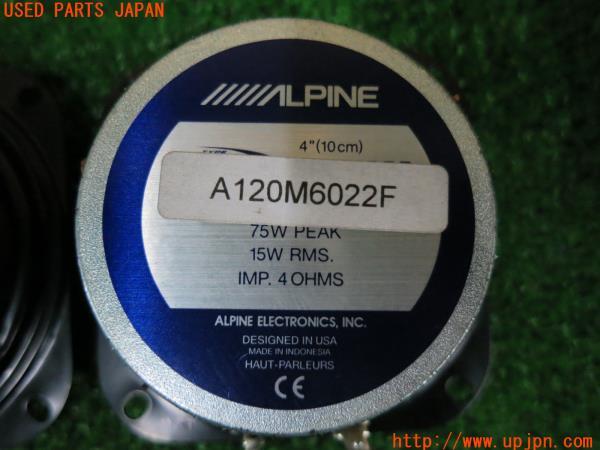 USED PARTS JAPAN
ALPINE
4"(10cm)
TYPE
A120M6022F
75W PEAK
15W RMS.
IMP. 4 OHMS
ALPINE ELECTRONICS, INC.
DESIGNED IN USA
MADE IN INDONESIA
HAUT-PARLEURS
CE
http://www.upjpn.com/